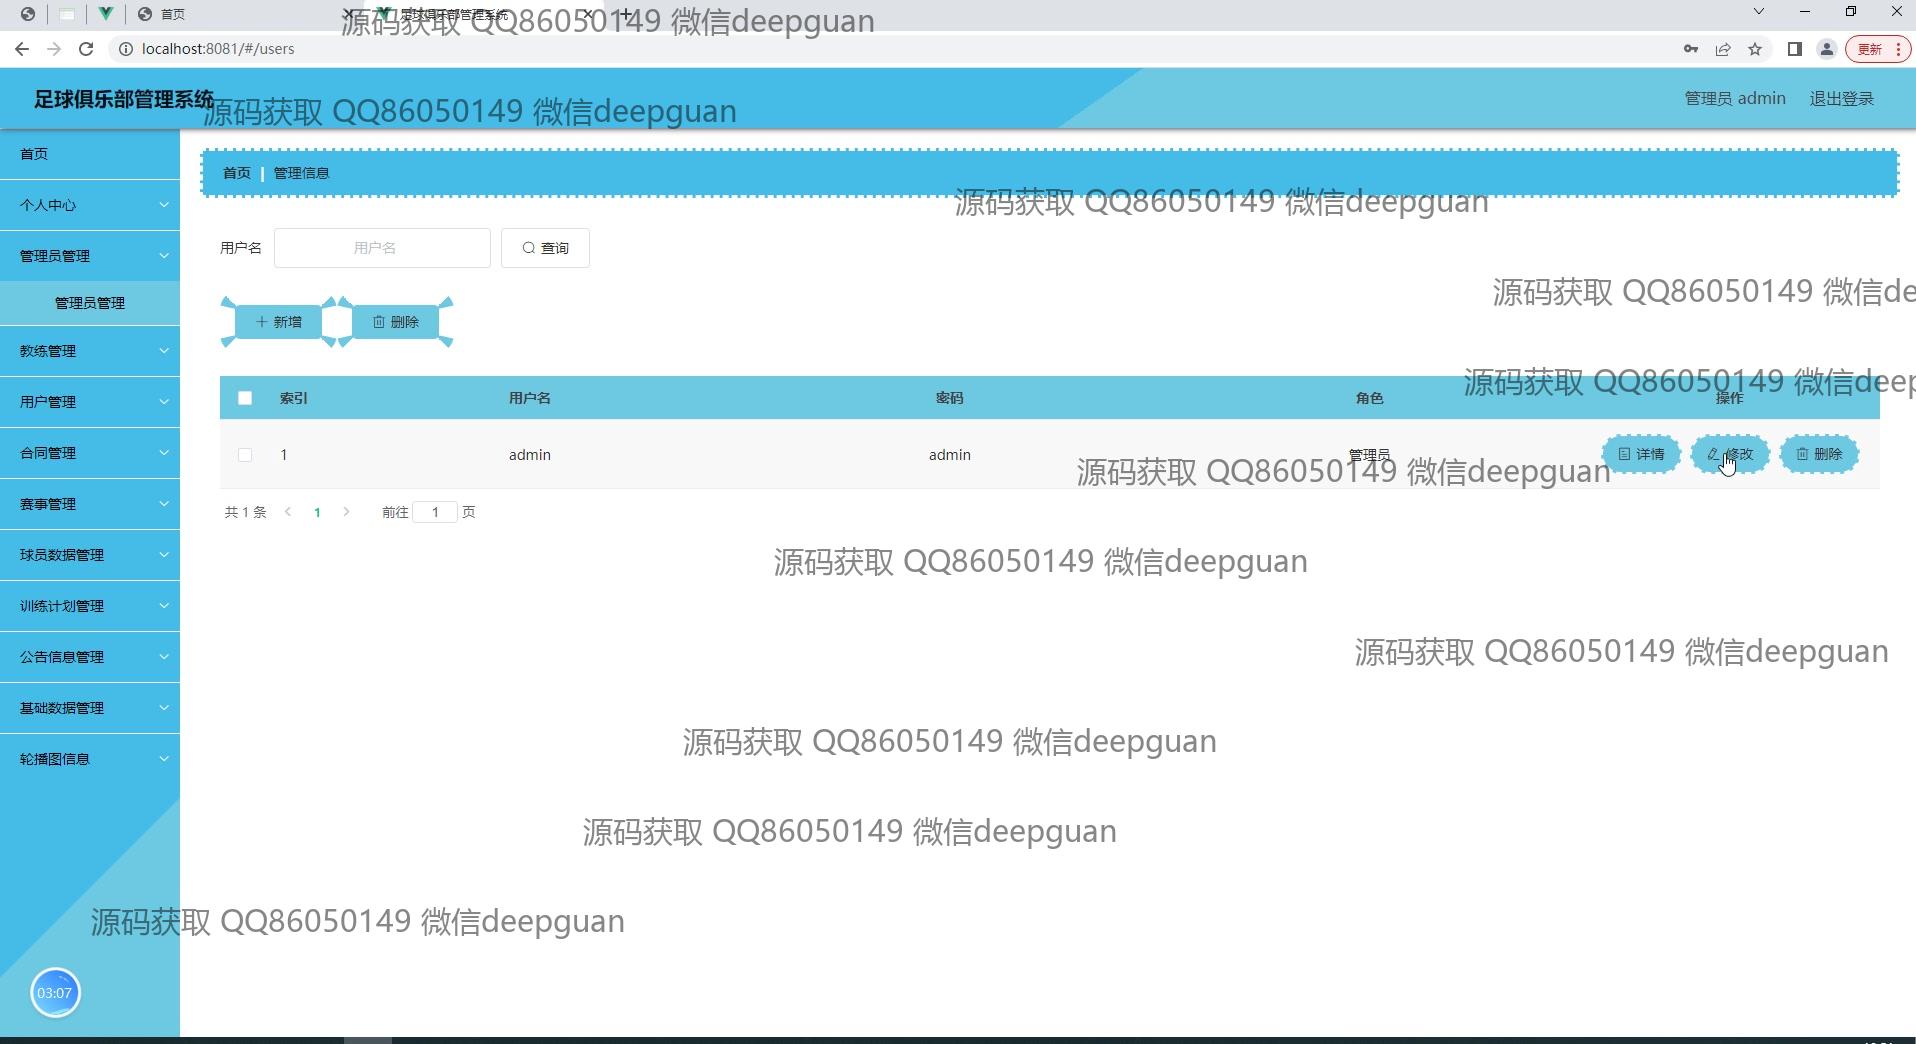 首页
足球俱乐部管理系统
源码获取 QQ86050149 微信deepguan
localhost:8081/#/users
更新
足球俱乐部管理系统
源码获取 QQ86050149 微信deepguan
管理员 admin
退出登录
首页
个人中心
管理员管理
管理员管理
教练管理
用户管理
合同管理
赛事管理
球员数据管理
训练计划管理
公告信息管理
基础数据管理
轮播图信息
03:07
首页 | 管理信息
源码获取 QQ86050149 微信deepguan
用户名 用户名 查询
源码获取 QQ86050149 微信de
新增 删除
源码获取 QQ86050149 微信deep
索引 用户名 密码 角色 操作
1 admin admin 管理员 详情 修改 删除
源码获取 QQ86050149 微信deepguan
共 1 条 1 前往 1 页
源码获取 QQ86050149 微信deepguan
源码获取 QQ86050149 微信deepguan
源码获取 QQ86050149 微信deepguan
源码获取 QQ86050149 微信deepguan
源码获取 QQ86050149 微信deepguan